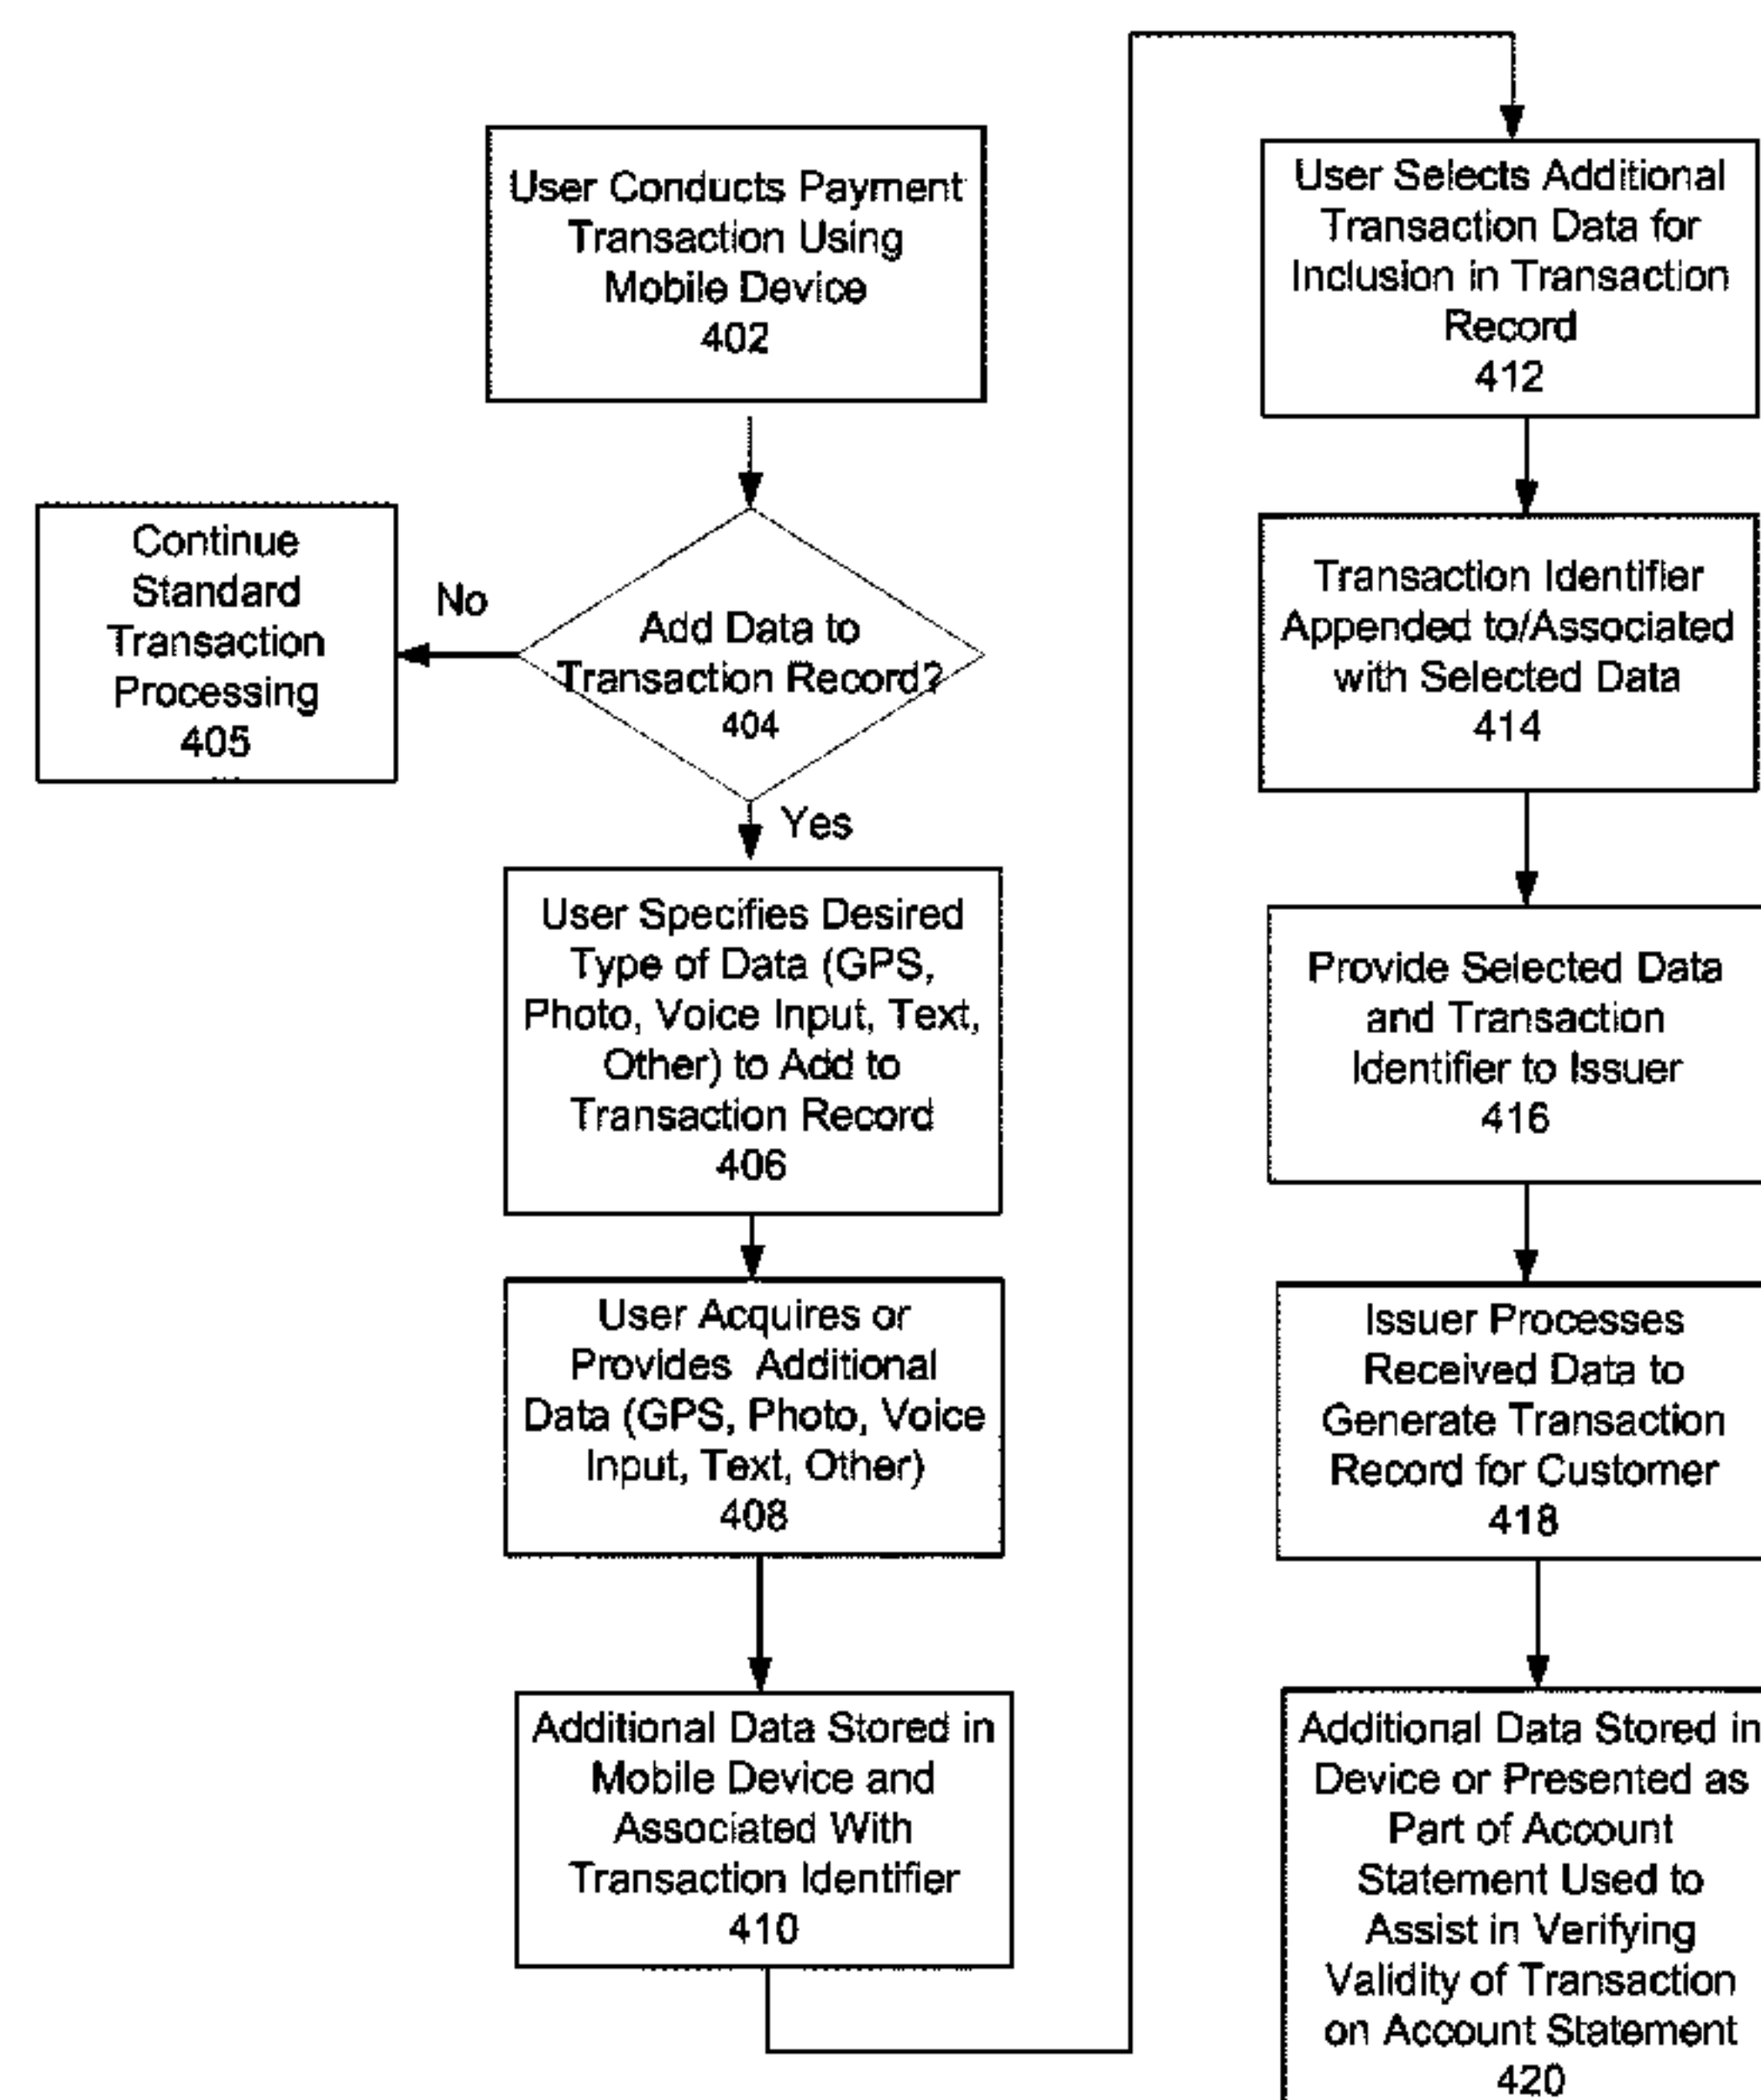 User Conducts Payment
Transaction Using
Mobile Device
402
Continue
Standard
Transaction
Processing
405
No
Add Data to
Transaction Record?
404
Yes
User Specifies Desired
Type of Data (GPS,
Photo, Voice Input, Text,
Other) to Add to
Transaction Record
406
User Acquires or
Provides Additional
Data (GPS, Photo, Voice
Input, Text, Other)
408
Additional Data Stored in
Mobile Device and
Associated With
Transaction Identifier
410
User Selects Additional
Transaction Data for
Inclusion in Transaction
Record
412
Transaction Identifier
Appended to/Associated
with Selected Data
414
Provide Selected Data
and Transaction
Identifier to Issuer
416
Issuer Processes
Received Data to
Generate Transaction
Record for Customer
418
Additional Data Stored in
Device or Presented as
Part of Account
Statement Used to
Assist in Verifying
Validity of Transaction
on Account Statement
420